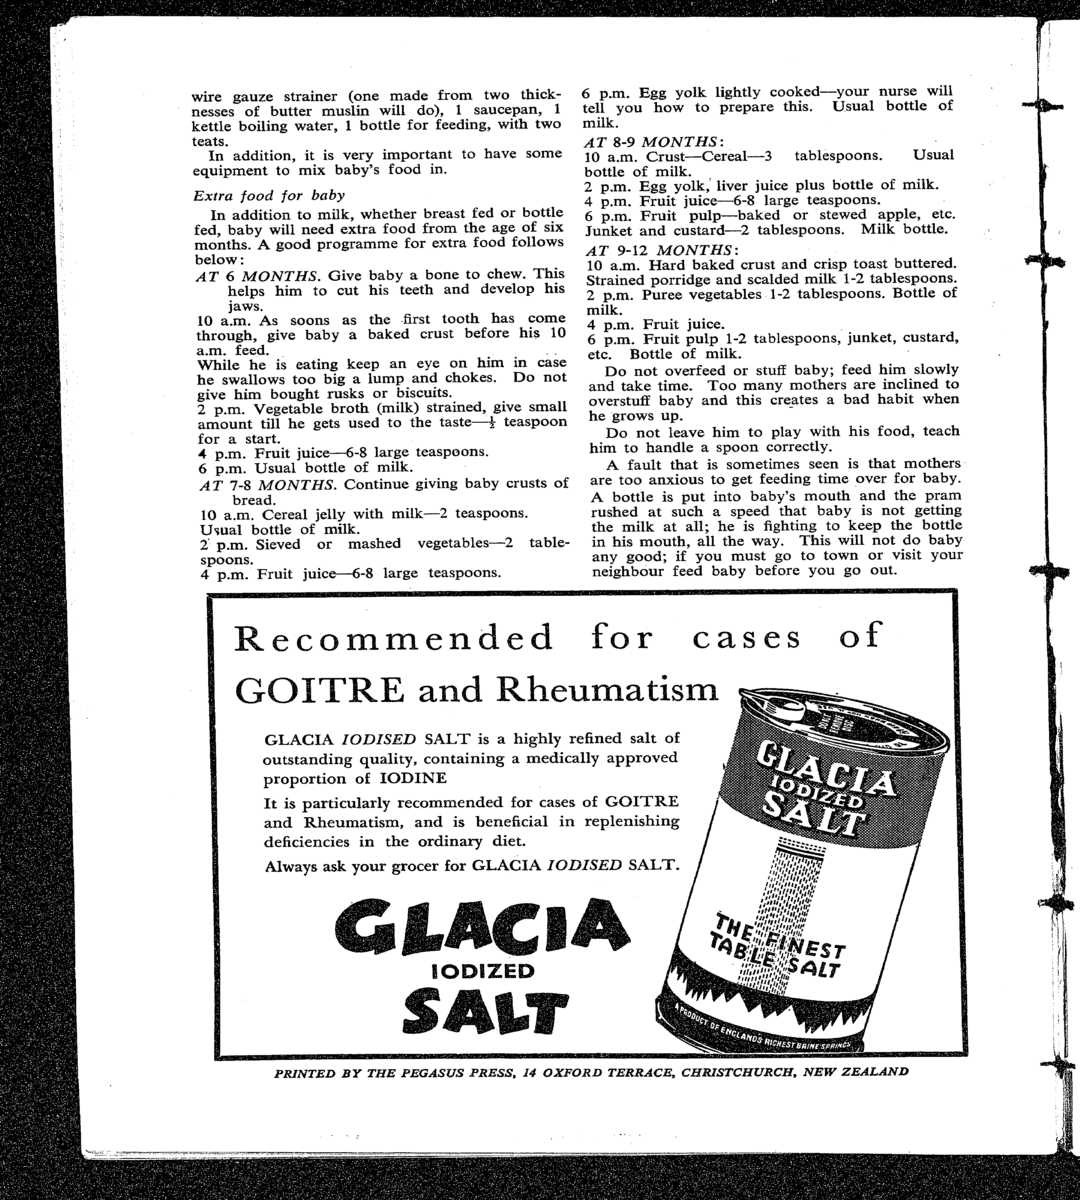 wire gauze strainer (one made from two thick-
nesses of butter muslin will do), 1 saucepan, 1
kettle boiling water, 1 bottle for feeding, with two
teats.
In addition, it is very important to have some
equipment to mix baby's food in.
Extra food for baby
In addition to milk, whether breast fed or bottle
fed, baby will need extra food from the age of six
months. A good programme for extra food follows
below:
AT 6 MONTHS. Give baby a bone to chew. This
helps him to cut his teeth and develop his
jaws.
10 a.m. As soons as the first tooth has come
through, give baby a baked crust before his 10
a.m. feed.
While he is eating keep an eye on him in case
he swallows too big a lump and chokes. Do not
give him bought rusks or biscuits.
2 p.m. Vegetable broth (milk) strained, give small
amount till he gets used to the taste—½ teaspoon
for a start.
4 p.m. Fruit juice—6-8 large teaspoons.
6 p.m. Usual bottle of milk.
AT 7-8 MONTHS. Continue giving baby crusts of
bread.
10 a.m. Cereal jelly with milk—2 teaspoons.
Usual bottle of milk.
2 p.m. Sieved or mashed vegetables—2 table-
spoons.
4 p.m. Fruit juice—6-8 large teaspoons.
6 p.m. Egg yolk lightly cooked—your nurse will
tell you how to prepare this. Usual bottle of
milk.
AT 8-9 MONTHS:
10 a.m. Crust—Cereal—3 tablespoons. Usual
bottle of milk.
2 p.m. Egg yolk, liver juice plus bottle of milk.
4 p.m. Fruit juice—6-8 large teaspoons.
6 p.m. Fruit pulp—baked or stewed apple, etc.
Junket and custard—2 tablespoons. Milk bottle.
AT 9-12 MONTHS:
10 a.m. Hard baked crust and crisp toast buttered.
Strained porridge and scalded milk 1-2 tablespoons.
2 p.m. Puree vegetables 1-2 tablespoons. Bottle of
milk.
4 p.m. Fruit juice.
6 p.m. Fruit pulp 1-2 tablespoons, junket, custard,
etc. Bottle of milk.
Do not overfeed or stuff baby; feed him slowly
and take time. Too many mothers are inclined to
overstuff baby and this creates a bad habit when
he grows up.
Do not leave him to play with his food, teach
him to handle a spoon correctly.
A fault that is sometimes seen is that mothers
are too anxious to get feeding time over for baby.
A bottle is put into baby's mouth and the pram
rushed at such a speed that baby is not getting
the milk at all; he is fighting to keep the bottle
in his mouth, all the way. This will not do baby
any good; if you must go to town or visit your
neighbour feed baby before you go out.
Recommended for cases of
GOITRE and Rheumatism
GLACIA IODISED SALT is a highly refined salt of
outstanding quality, containing a medically approved
proportion of IODINE
It is particularly recommended for cases of GOITRE
and Rheumatism, and is beneficial in replenishing
deficiencies in the ordinary diet.
Always ask your grocer for GLACIA IODISED SALT.
GLACIA
IODIZED
SALT
GLACIA
IODIZED
SALT
THE FINEST
TABLE SALT
A PRODUCT OF ENGLAND'S RICHEST BRINE SPRINGS
PRINTED BY THE PEGASUS PRESS, 14 OXFORD TERRACE, CHRISTCHURCH, NEW ZEALAND